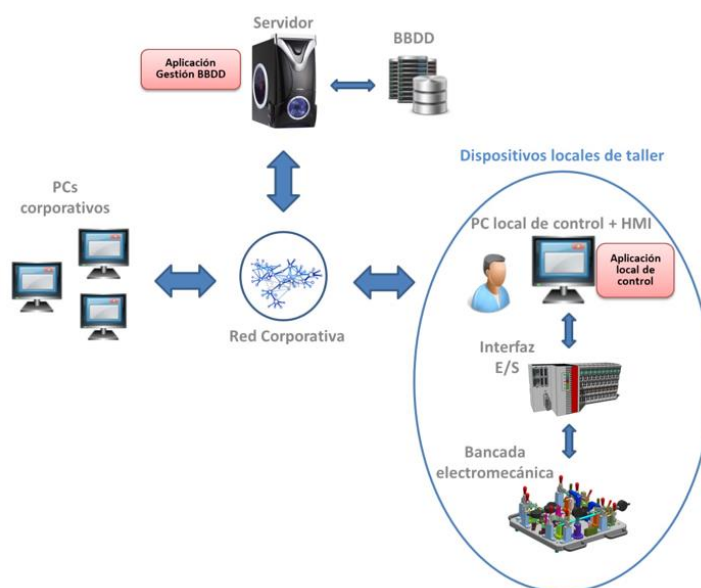 Servidor
BBDD
Aplicación
Gestión BBDD
Dispositivos locales de taller
PCs
corporativos
PC local de control + HMI
Aplicación
local de
control
Red Corporativa
Interfaz
E/S
Bancada
electromecánica